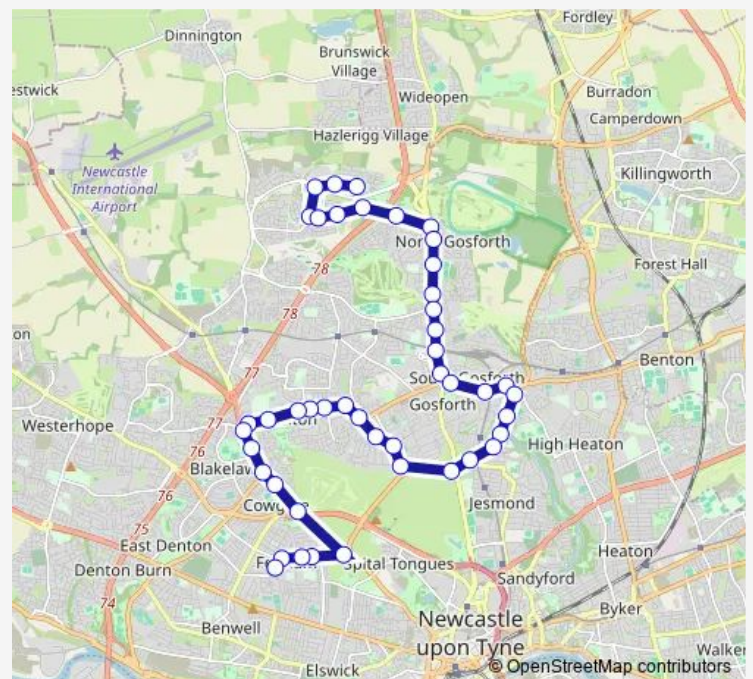 Fordley
Dinnington
Brunswick
Village
estwick
Wideopen
Burradon
Camperdown
Hazlerigg Village
Newcastle
International
Airport
Killingworth
Gosforth
78
Forest Hall
78
on
77
Benton
Gosforth
Westerhope
77
High Heaton
76
Jesmond
76
75
East Denton
Spital Tongues
Heaton
Denton Burn
Sandyford
74
Byker
Newcastle
upon Tyne
Benwell
Walker
Elswick
© OpenStreetMap contributors